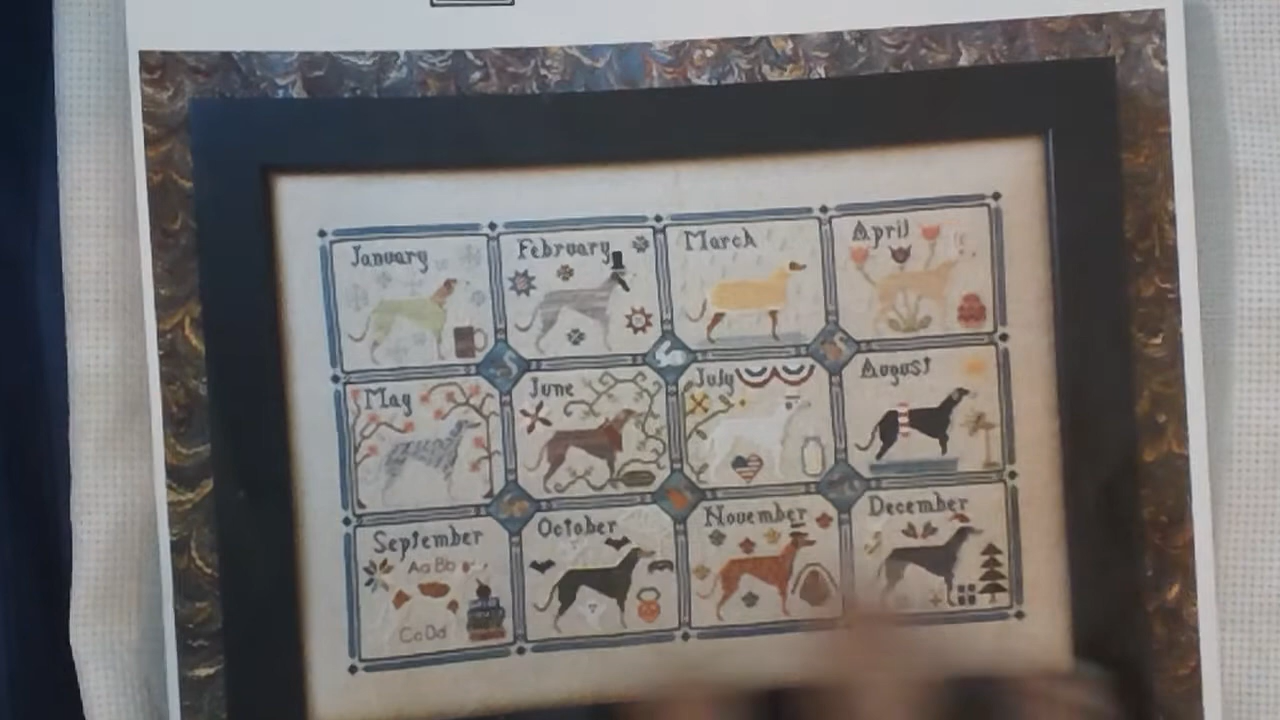 January
February
March
April
May
June
July
August
September
Aa Bb
Cc Dd
October
November
December